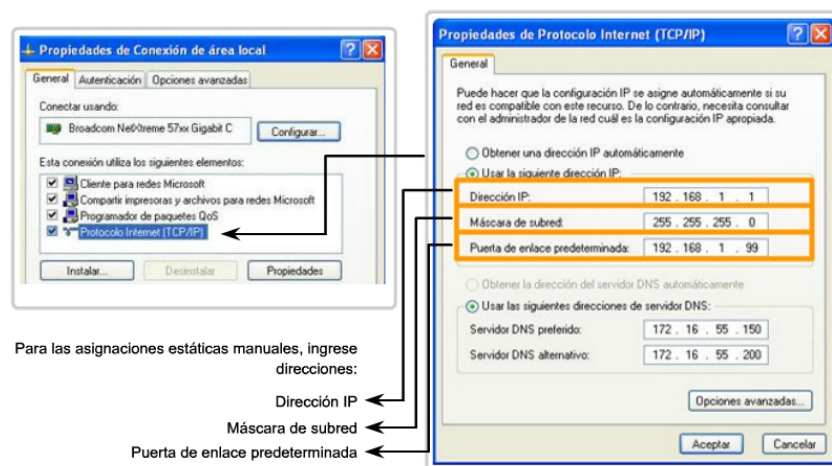 Propiedades de Conexión de área local
General Autenticación Opciones avanzadas
Conectar usando:
Broadcom NetXtreme 57xx Gigabit C
Configurar...
Esta conexión utiliza los siguientes elementos:
Cliente para redes Microsoft
Compartir impresoras y archivos para redes Microsoft
Programador de paquetes QoS
Protocolo Internet (TCP/IP)
Instalar... Desinstalar Propiedades
Para las asignaciones estáticas manuales, ingrese
direcciones:
Dirección IP
Máscara de subred
Puerta de enlace predeterminada
Propiedades de Protocolo Internet (TCP/IP)
General
Puede hacer que la configuración IP se asigne automáticamente si su
red es compatible con este recurso. De lo contrario, necesita consultar
con el administrador de la red cuál es la configuración IP apropiada.
Obtener una dirección IP automáticamente
Usar la siguiente dirección IP:
Dirección IP: 192 . 168 . 1 . 1
Máscara de subred: 255 . 255 . 255 . 0
Puerta de enlace predeterminada: 192 . 168 . 1 . 99
Obtener la dirección del servidor DNS automáticamente
Usar las siguientes direcciones de servidor DNS:
Servidor DNS preferido: 172 . 16 . 55 . 150
Servidor DNS alternativo: 172 . 16 . 55 . 200
Opciones avanzadas...
Aceptar Cancelar